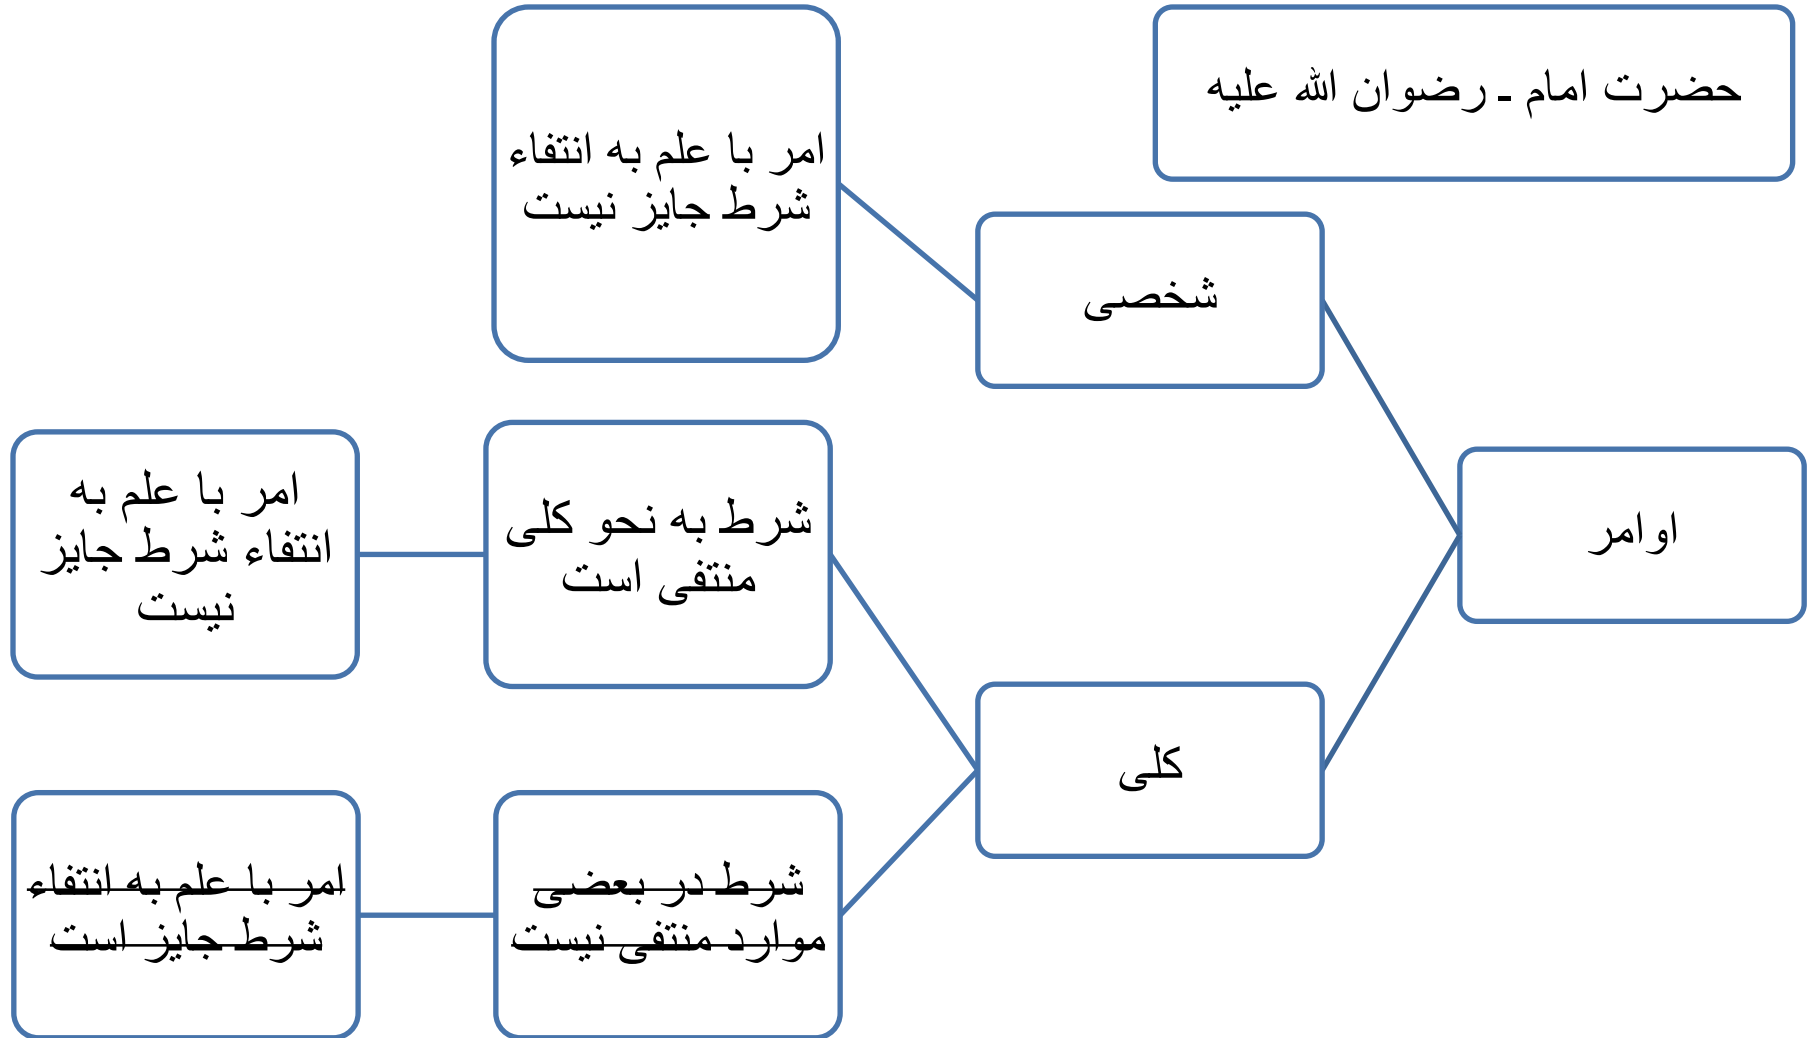 حضرت امام ـ رضوان الله علیه
اوامر
شخصی
امر با علم به انتفاء
شرط جایز نیست
کلی
شرط به نحو کلی
منتفی است
امر با علم به
انتفاء شرط جایز
نیست
شرط در بعضی
موارد منتفی نیست
امر با علم به انتفاء
شرط جایز است